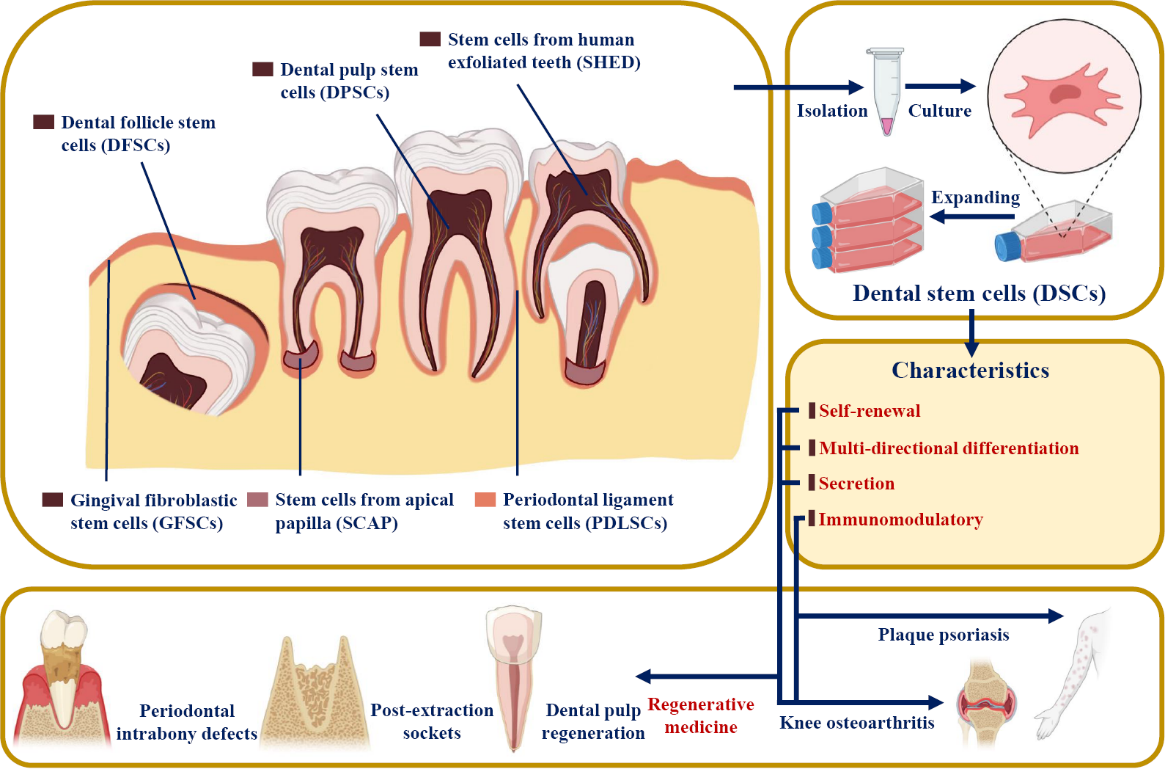 Stem cells from human
exfoliated teeth (SHED)
Dental pulp stem
cells (DPSCs)
Dental follicle stem
cells (DFSCs)
Gingival fibroblastic
stem cells (GFSCs)
Stem cells from apical
papilla (SCAP)
Periodontal ligament
stem cells (PDLSCs)
Isolation
Culture
Expanding
Dental stem cells (DSCs)
Characteristics
Self-renewal
Multi-directional differentiation
Secretion
Immunomodulatory
Periodontal
intrabony defects
Post-extraction
sockets
Dental pulp
regeneration
Regenerative
medicine
Plaque psoriasis
Knee osteoarthritis